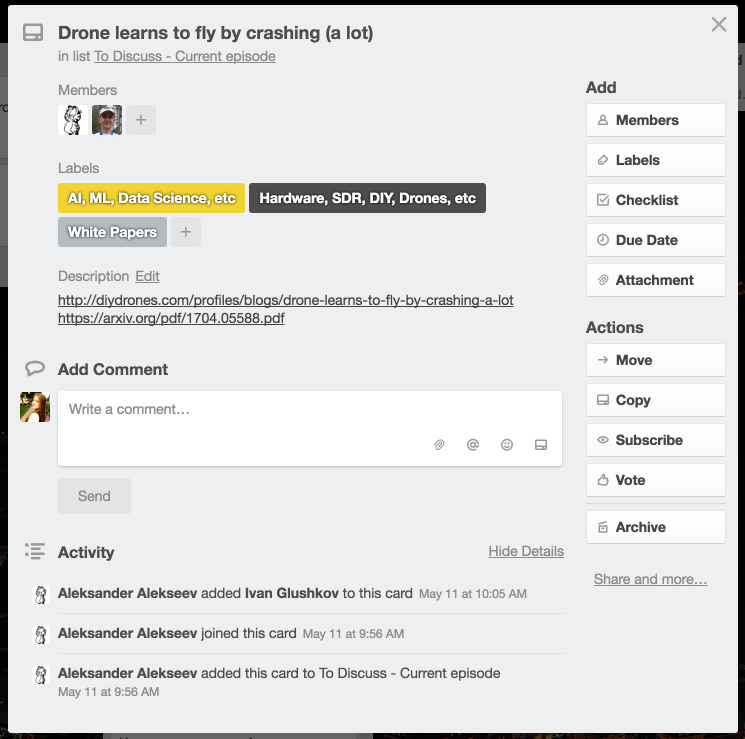 Drone learns to fly by crashing (a lot)
in list To Discuss - Current episode
Members
Labels
AI, ML, Data Science, etc
Hardware, SDR, DIY, Drones, etc
White Papers
Description Edit
http://diydrones.com/profiles/blogs/drone-learns-to-fly-by-crashing-a-lot
https://arxiv.org/pdf/1704.05588.pdf
Add Comment
Write a comment…
Send
Activity
Hide Details
Aleksander Alekseev added Ivan Glushkov to this card May 11 at 10:05 AM
Aleksander Alekseev joined this card May 11 at 9:56 AM
Aleksander Alekseev added this card to To Discuss - Current episode
May 11 at 9:56 AM
Add
Members
Labels
Checklist
Due Date
Attachment
Actions
Move
Copy
Subscribe
Vote
Archive
Share and more…